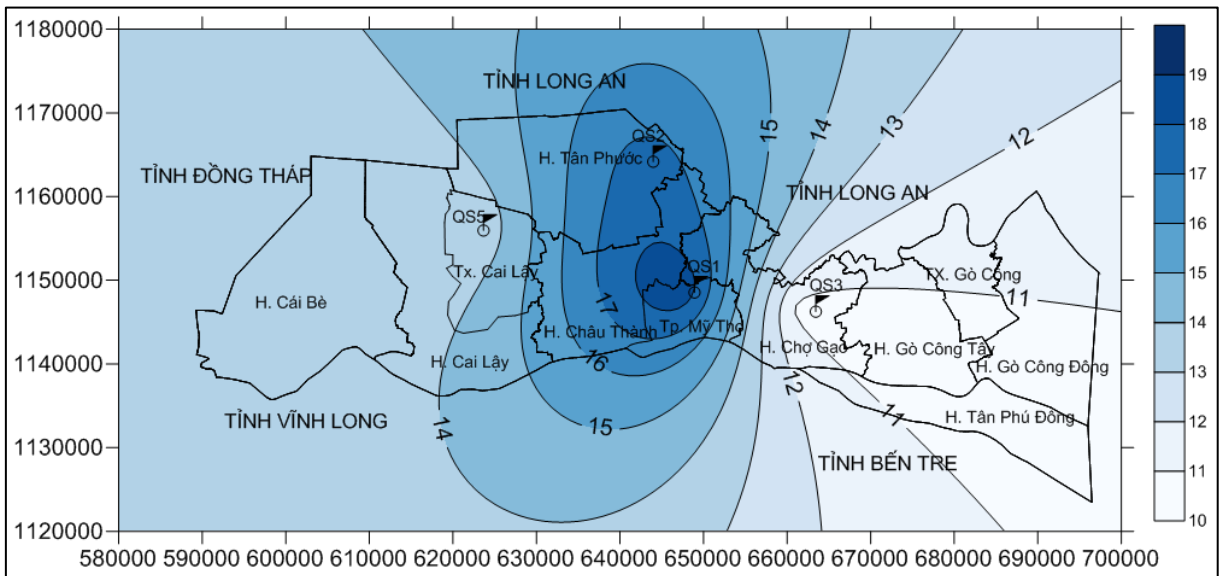 1180000
19
TỈNH LONG AN
18
1170000
15
14
13
QS2
12
17
H. Tân Phước
TỈNH ĐỒNG THÁP
TỈNH LONG AN
16
1160000
QS5
15
QS1
Tx. Cai Lậy
TX. Gò Công
1150000
QS3
11
14
H. Cái Bè
17
H. Châu Thành
Tp. Mỹ Tho
13
H. Chợ Gạo
H. Gò Công Tây
1140000
H. Cai Lậy
16
H. Gò Công Đông
12
12
TỈNH VĨNH LONG
14
15
11
H. Tân Phú Đông
1130000
11
TỈNH BẾN TRE
1120000
10
580000 590000 600000 610000 620000 630000 640000 650000 660000 670000 680000 690000 700000